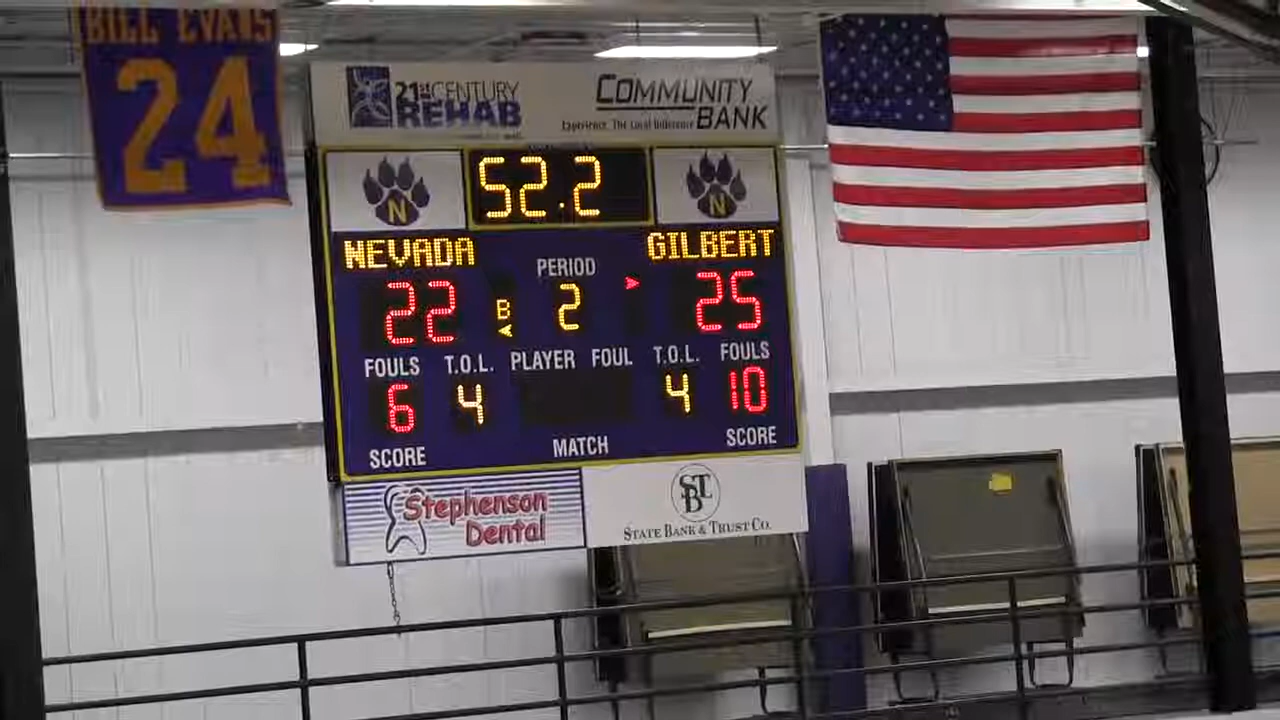 BILL EVANS
24
21ST CENTURY
REHAB
COMMUNITY
BANK
Experience The Local Difference
N
52.2
N
NEVADA
GILBERT
PERIOD
22
B
2
25
FOULS T.O.L. PLAYER FOUL T.O.L. FOULS
6 4 4 10
SCORE MATCH SCORE
Stephenson
Dental
STB
STATE BANK & TRUST CO.